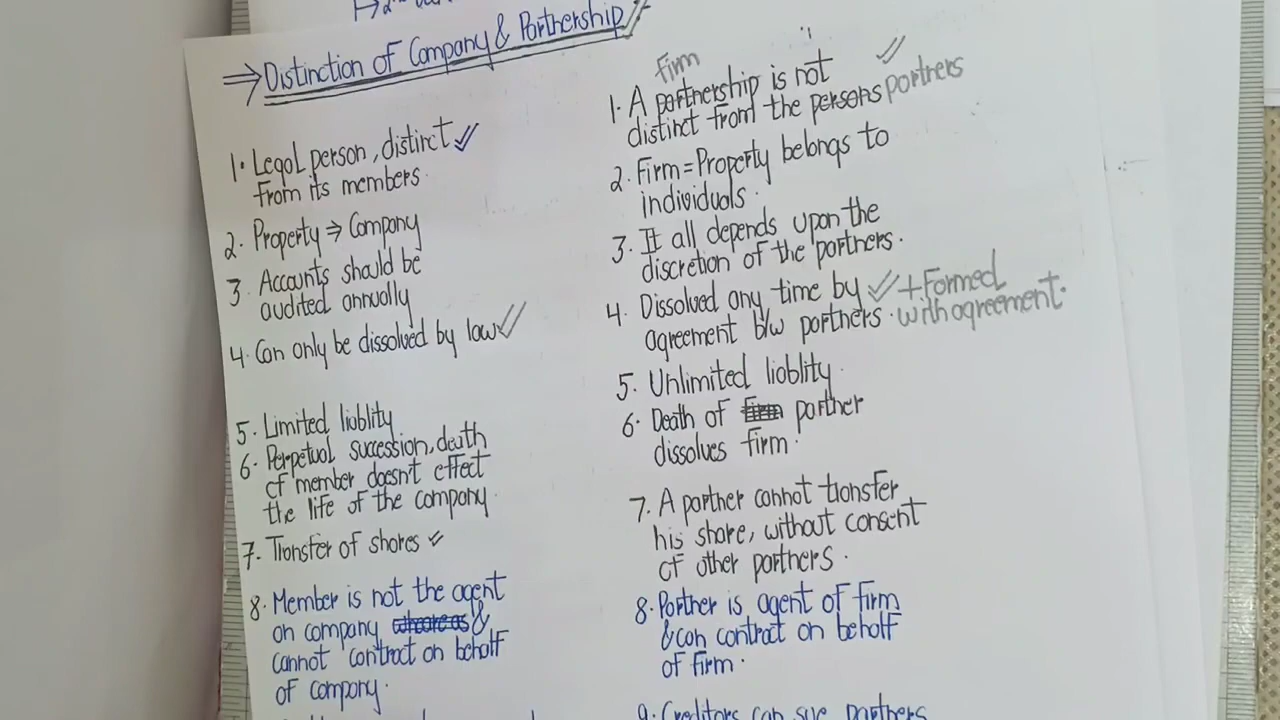 ⇒ Distinction of Company & Partnership
1. Legal person, distinct
from its members.
2. Property ⇒ Company
3. Accounts should be
audited annually
4. Can only be dissolved by law
5. Limited liablity
6. Perpetual succession, death
of member doesn't effect
the life of the company.
7. Transfer of shares
8. Member is not the agent
on company &
cannot contract on behalf
of company.
Firm
1. A partnership is not
distinct from the persons partners
2. Firm = Property belongs to
individuals.
3. It all depends upon the
discretion of the partners.
4. Dissolved any time by + Formed
agreement b/w partners. with agreement.
5. Unlimited liablity.
6. Death of partner
dissolves firm.
7. A partner cannot transfer
his share, without consent
of other partners.
8. Partner is agent of firm
& can contract on behalf
of firm.
9. Creditors can sue partners